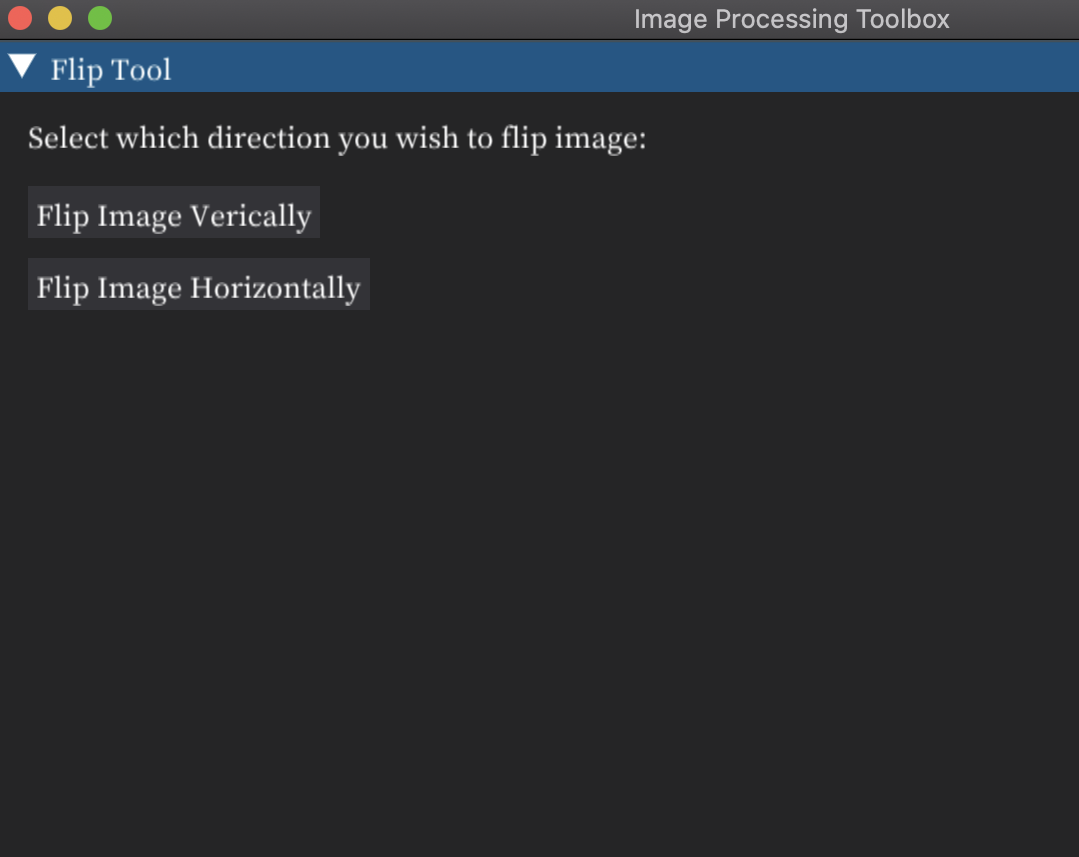 Image Processing Toolbox
Flip Tool
Select which direction you wish to flip image:
Flip Image Verically
Flip Image Horizontally